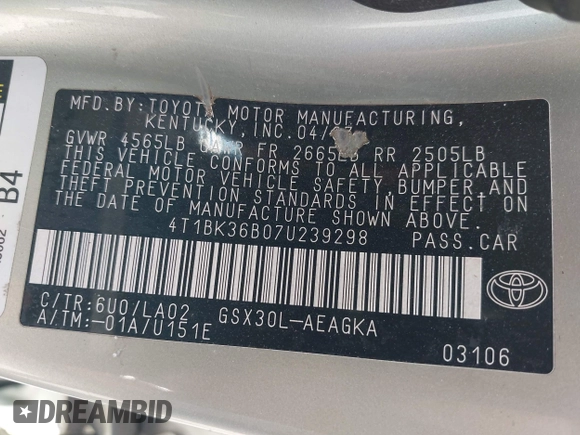 MFD.BY:TOYOTA MOTOR MANUFACTURING,
KENTUCKY, INC. 04/
GVWR 4565LB FR 2665LB RR 2505LB
THIS VEHICLE CONFORMS TO ALL APPLICABLE
FEDERAL MOTOR VEHICLE SAFETY,BUMPER,AND
THEFT PREVENTION STANDARDS IN EFFECT
ON THE DATE OF MANUFACTURE SHOWN ABOVE.
4T1BK36B07U239298 PASS.CAR
C/TR:6U0/LA02 GSX30L-AEAGKA
A/TM:-01A/U151E
03106
TOYOTA
B4
DREAMBID